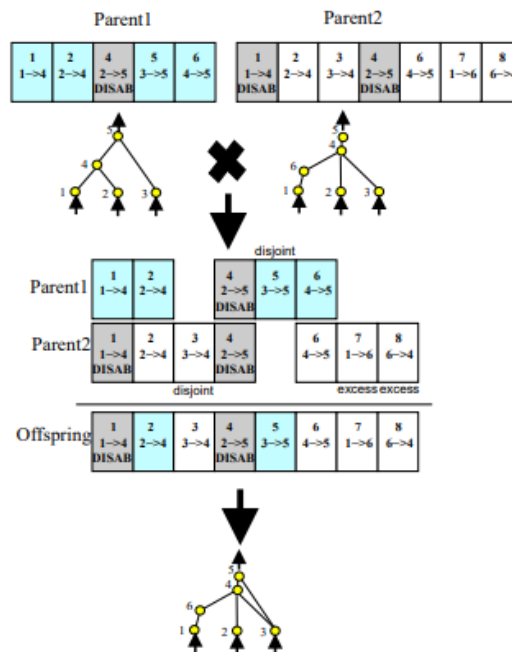 Parent1 Parent2
1 2 4 5 6 1 2 3 4 6 7 8
1->4 2->4 2->5 3->5 4->5 1->4 2->4 3->4 2->5 4->5 1->6 6->4
DISAB DISAB DISAB
5 5
4 4
6
1 2 3 1 2 3
disjoint
Parent1
1 2 4 5 6
1->4 2->4 2->5 3->5 4->5
DISAB
Parent2
1 2 3 4 6 7 8
1->4 2->4 3->4 2->5 4->5 1->6 6->4
DISAB DISAB
disjoint excess excess
Offspring
1 2 3 4 5 6 7 8
1->4 2->4 3->4 2->5 3->5 4->5 1->6 6->4
DISAB DISAB
5
4
6
1 2 3